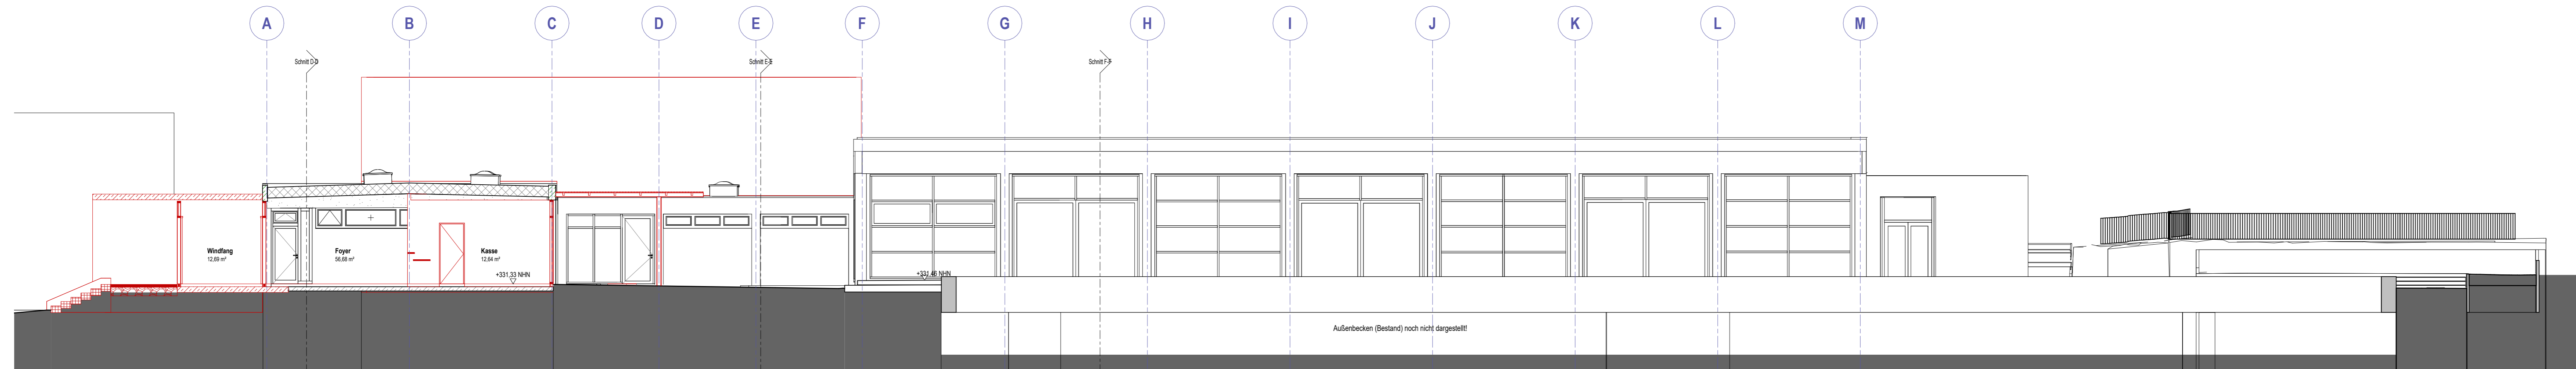 A B C D E F G H I J K L M
Schnitt D-D Schnitt E-E Schnitt F-F
Windfang Foyer Kasse
12,69 m² 56,68 m² 12,64 m²
+331.33 NHN +331.46 NHN
Außenbecken (Bestand) noch nicht dargestellt!